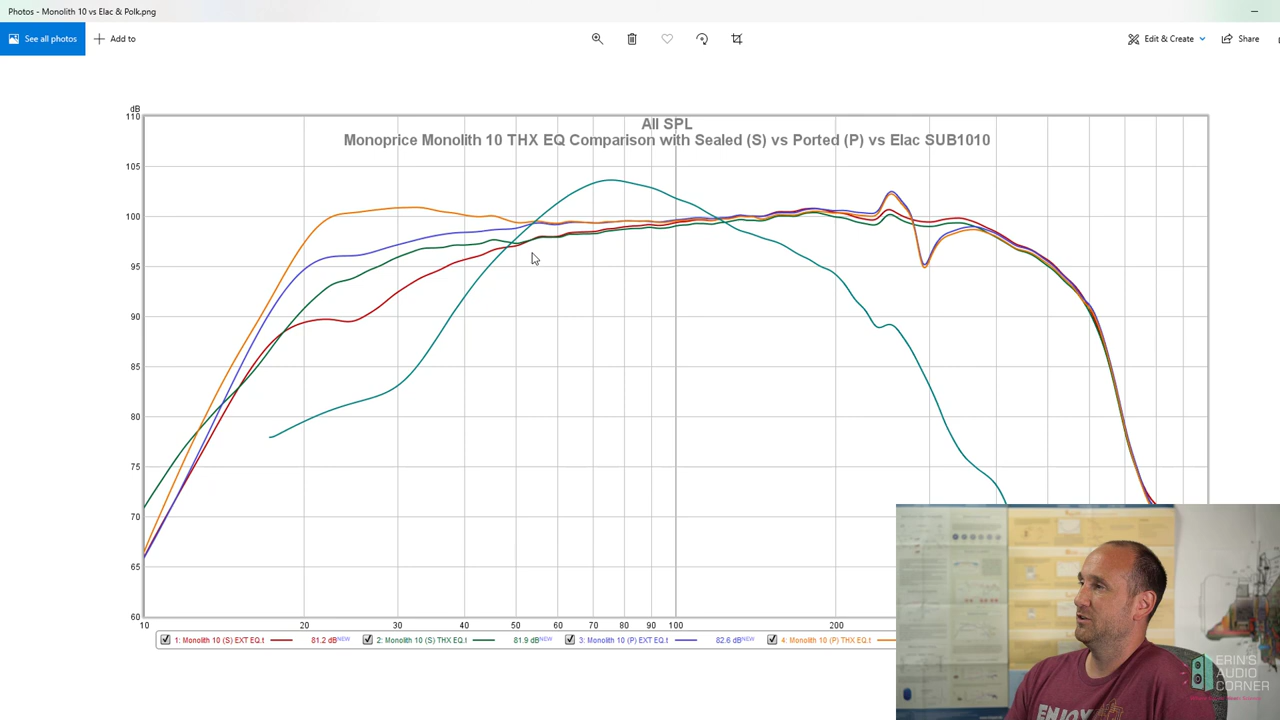 Photos - Monolith 10 vs Elac & Polk.png
See all photos
Add to
Edit & Create
Share
dB
All SPL
Monoprice Monolith 10 THX EQ Comparison with Sealed (S) vs Ported (P) vs Elac SUB1010
110
105
100
95
90
85
80
75
70
65
60
10 20 30 40 50 60 70 80 90 100 200
1: Monolith 10 (S) EXT EQ.t 81.2 dB NEW 2: Monolith 10 (S) THX EQ.t 81.9 dB NEW 3: Monolith 10 (P) EXT EQ.t 82.6 dB NEW 4: Monolith 10 (P) THX EQ.t
ERIN'S
AUDIO
CORNER
ENJOY